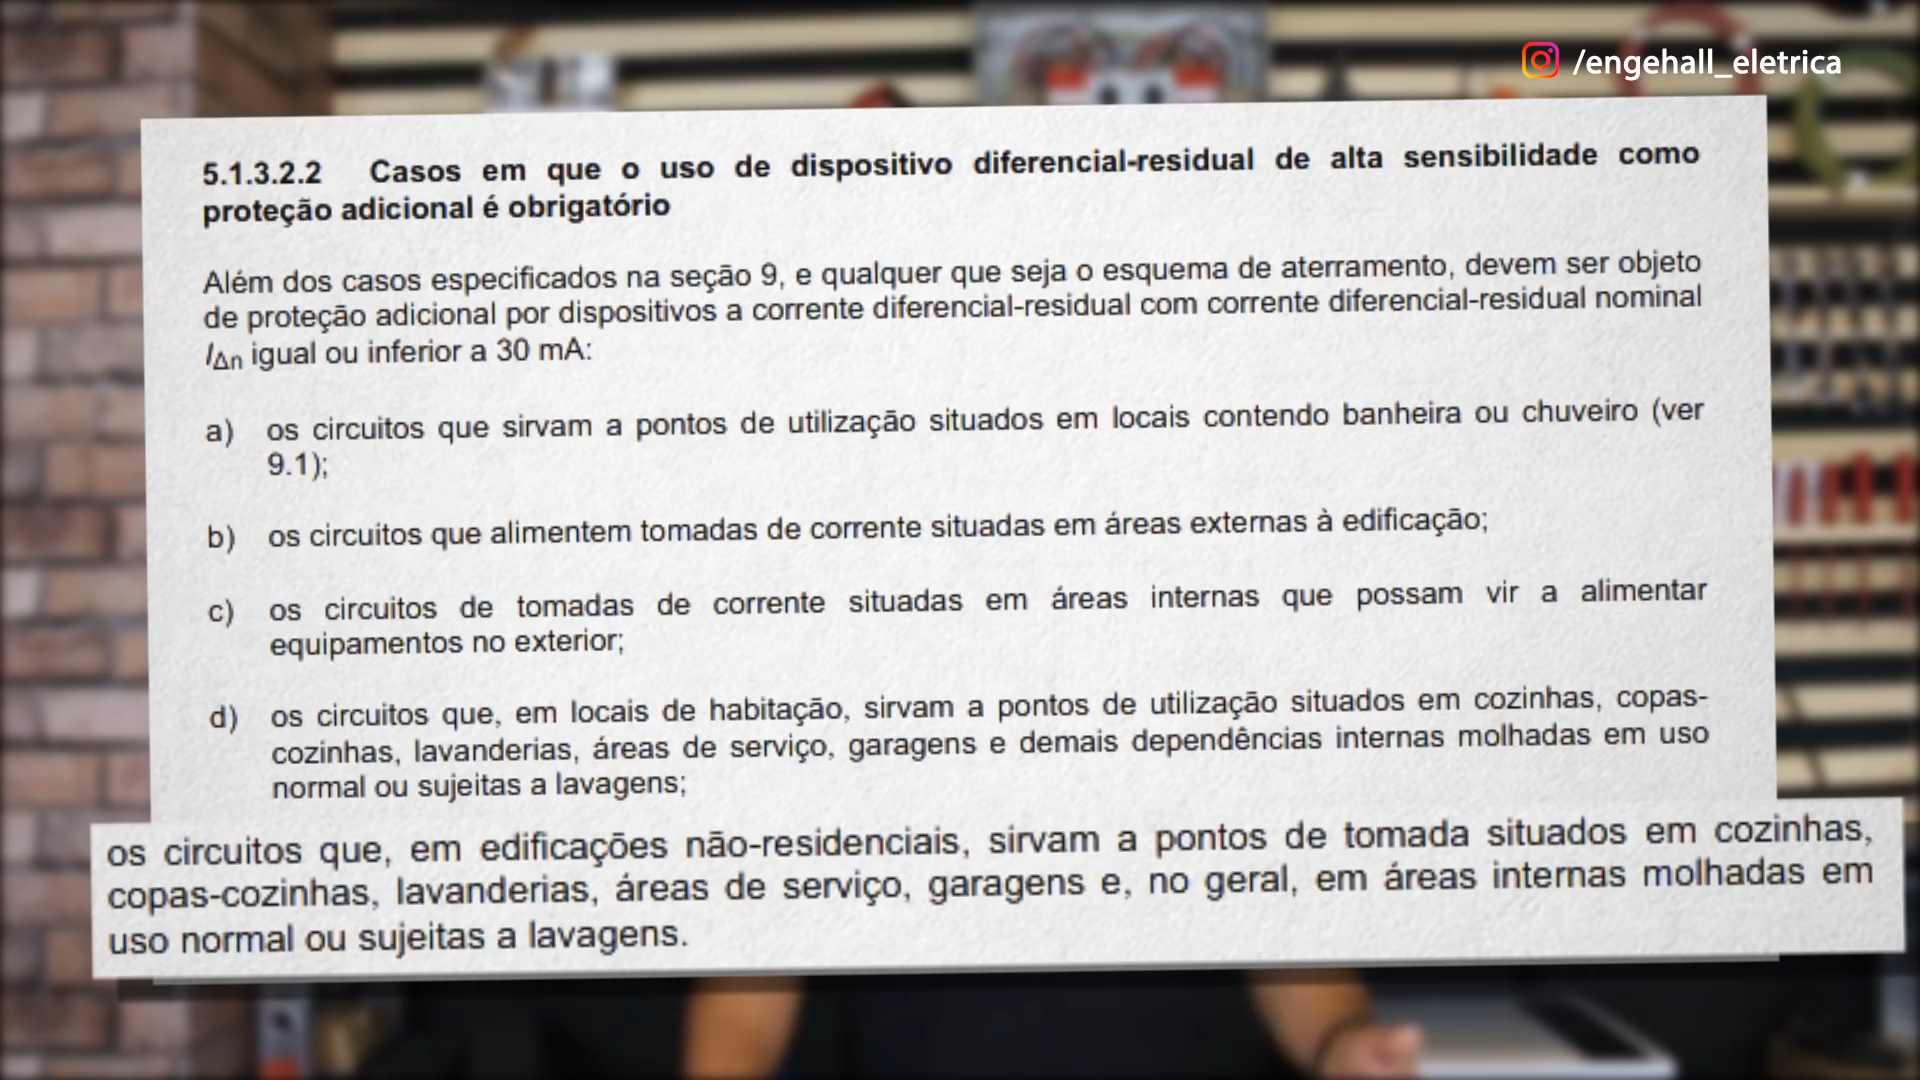 /engehall_eletrica
5.1.3.2.2 Casos em que o uso de dispositivo diferencial-residual de alta sensibilidade como
proteção adicional é obrigatório
Além dos casos especificados na seção 9, e qualquer que seja o esquema de aterramento, devem ser objeto
de proteção adicional por dispositivos a corrente diferencial-residual com corrente diferencial-residual nominal
IΔn igual ou inferior a 30 mA:
a) os circuitos que sirvam a pontos de utilização situados em locais contendo banheira ou chuveiro (ver
9.1);
b) os circuitos que alimentem tomadas de corrente situadas em áreas externas à edificação;
c) os circuitos de tomadas de corrente situadas em áreas internas que possam vir a alimentar
equipamentos no exterior;
d) os circuitos que, em locais de habitação, sirvam a pontos de utilização situados em cozinhas, copas-
cozinhas, lavanderias, áreas de serviço, garagens e demais dependências internas molhadas em uso
normal ou sujeitas a lavagens;
os circuitos que, em edificações não-residenciais, sirvam a pontos de tomada situados em cozinhas,
copas-cozinhas, lavanderias, áreas de serviço, garagens e, no geral, em áreas internas molhadas em
uso normal ou sujeitas a lavagens.